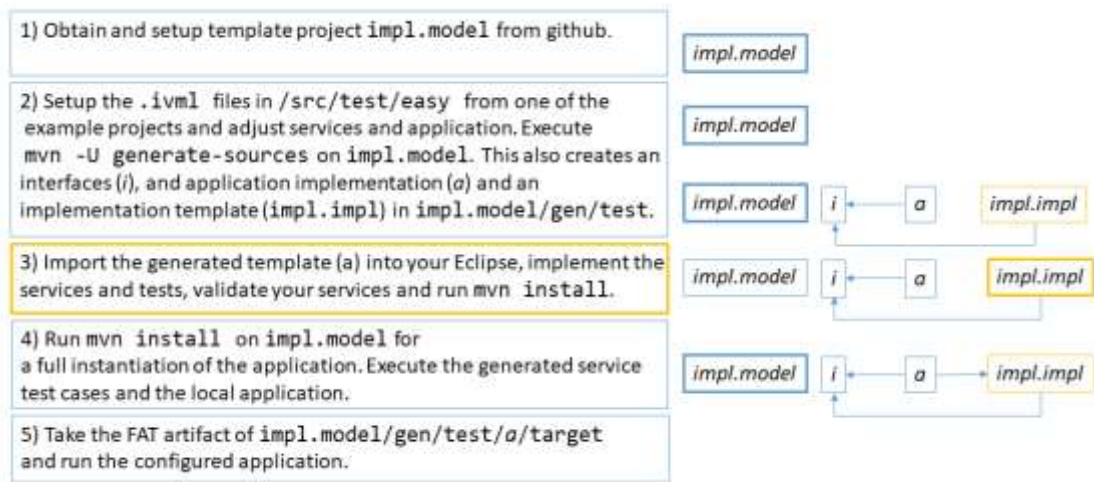 1) Obtain and setup template project impl.model from github.
impl.model
2) Setup the .ivml files in /src/test/easy from one of the
example projects and adjust services and application. Execute
mvn -U generate-sources on impl.model. This also creates an
interfaces (i), and application implementation (a) and an
implementation template (impl.impl) in impl.model/gen/test.
impl.model
impl.model i a impl.impl
3) Import the generated template (a) into your Eclipse, implement the
services and tests, validate your services and run mvn install.
impl.model i a impl.impl
4) Run mvn install on impl.model for
a full instantiation of the application. Execute the generated service
test cases and the local application.
impl.model i a impl.impl
5) Take the FAT artifact of impl.model/gen/test/a/target
and run the configured application.